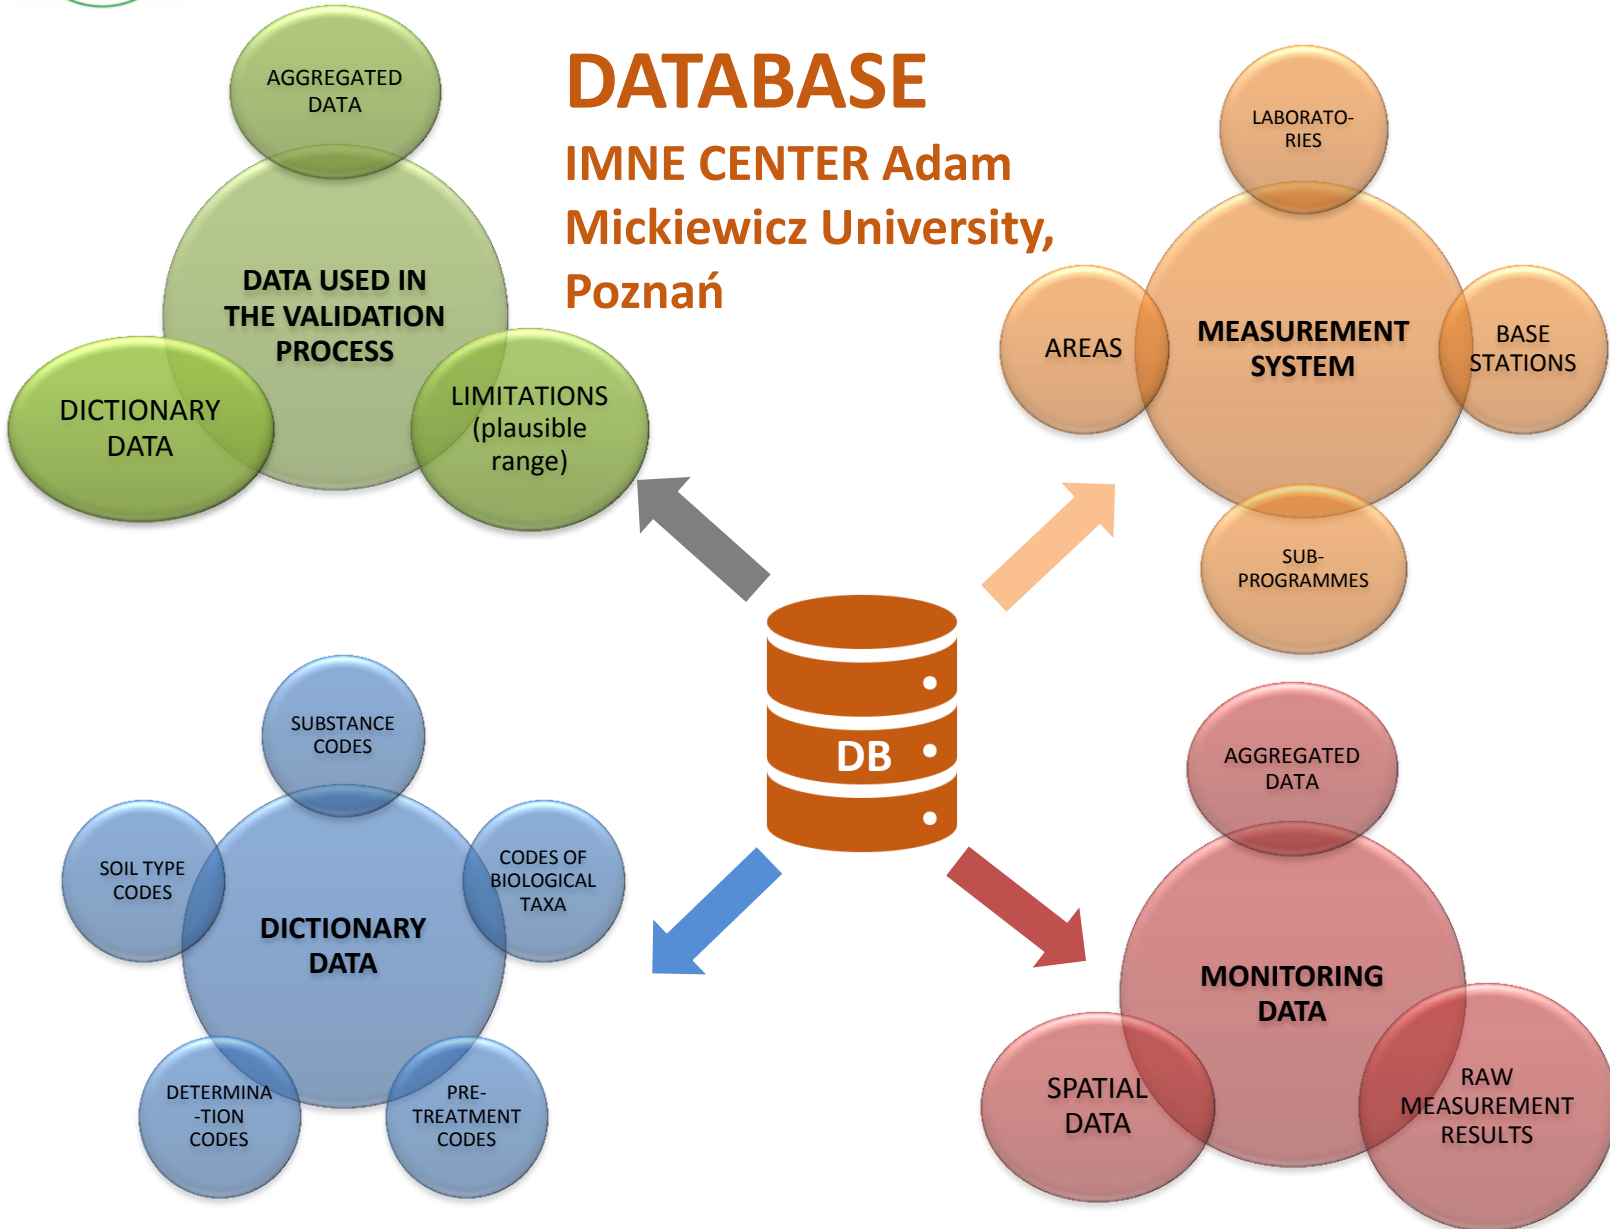 DATABASE
IMNE CENTER Adam
Mickiewicz University,
Poznań
AGGREGATED
DATA
DATA USED IN
THE VALIDATION
PROCESS
DICTIONARY
DATA
LIMITATIONS
(plausible
range)
LABORATO-
RIES
AREAS
MEASUREMENT
SYSTEM
BASE
STATIONS
SUB-
PROGRAMMES
DB
SUBSTANCE
CODES
SOIL TYPE
CODES
CODES OF
BIOLOGICAL
TAXA
DICTIONARY
DATA
DETERMINA
-TION
CODES
PRE-
TREATMENT
CODES
AGGREGATED
DATA
MONITORING
DATA
SPATIAL
DATA
RAW
MEASUREMENT
RESULTS